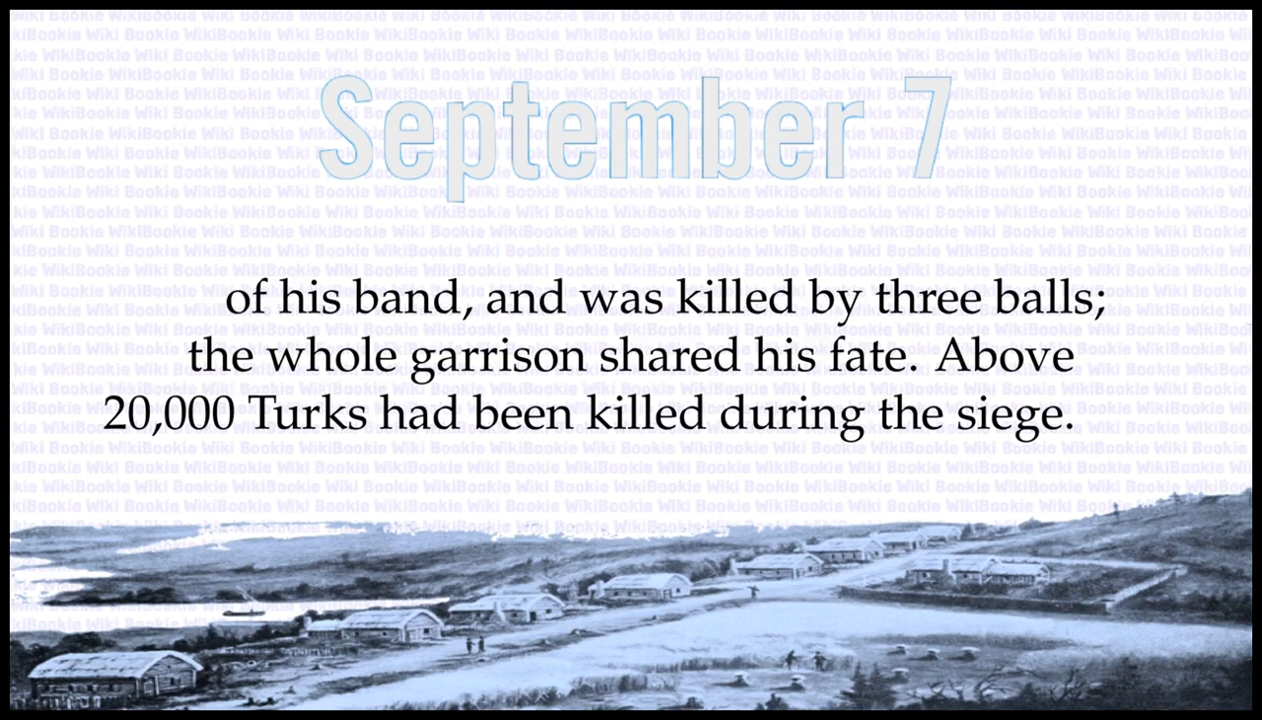 September 7
of his band, and was killed by three balls;
the whole garrison shared his fate. Above
20,000 Turks had been killed during the siege.